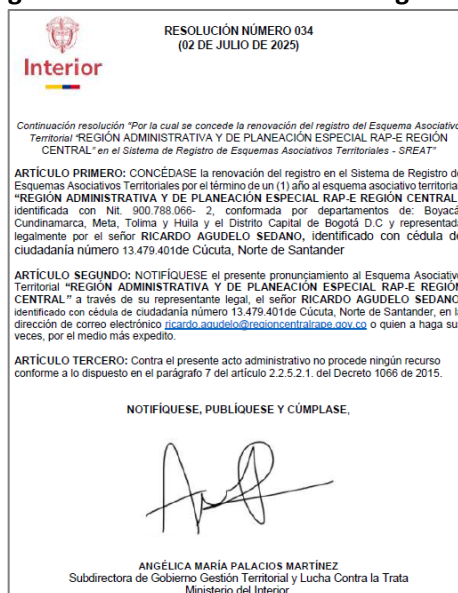 RESOLUCIÓN NÚMERO 034
(02 DE JULIO DE 2025)
Interior
Continuación resolución "Por la cual se concede la renovación del registro del Esquema Asociativo
Territorial "REGIÓN ADMINISTRATIVA Y DE PLANEACIÓN ESPECIAL RAP-E REGIÓN
CENTRAL" en el Sistema de Registro de Esquemas Asociativos Territoriales - SREAT"
ARTÍCULO PRIMERO: CONCÉDASE la renovación del registro en el Sistema de Registro de
Esquemas Asociativos Territoriales por el término de un (1) año al esquema asociativo territorial
"REGIÓN ADMINISTRATIVA Y DE PLANEACIÓN ESPECIAL RAP-E REGIÓN CENTRAL
identificada con Nit. 900.788.066- 2, conformada por departamentos de: Boyacá
Cundinamarca, Meta, Tolima y Huila y el Distrito Capital de Bogotá D.C y representada
legalmente por el señor RICARDO AGUDELO SEDANO, identificado con cédula de
ciudadanía número 13.479.401de Cúcuta, Norte de Santander
ARTÍCULO SEGUNDO: NOTIFÍQUESE el presente pronunciamiento al Esquema Asociativo
Territorial "REGIÓN ADMINISTRATIVA Y DE PLANEACIÓN ESPECIAL RAP-E REGIÓN
CENTRAL" a través de su representante legal, el señor RICARDO AGUDELO SEDANO
identificado con cédula de ciudadanía número 13.479.401de Cúcuta, Norte de Santander, en la
dirección de correo electrónico ricardo.agudelo@regioncentralrape.gov.co o quien a haga su
veces, por el medio más expedito.
ARTÍCULO TERCERO: Contra el presente acto administrativo no procede ningún recurso
conforme a lo dispuesto en el parágrafo 7 del artículo 2.2.5.2.1. del Decreto 1066 de 2015.
NOTIFÍQUESE, PUBLÍQUESE Y CÚMPLASE,
ANGÉLICA MARÍA PALACIOS MARTÍNEZ
Subdirectora de Gobierno Gestión Territorial y Lucha Contra la Trata
Ministerio del Interior